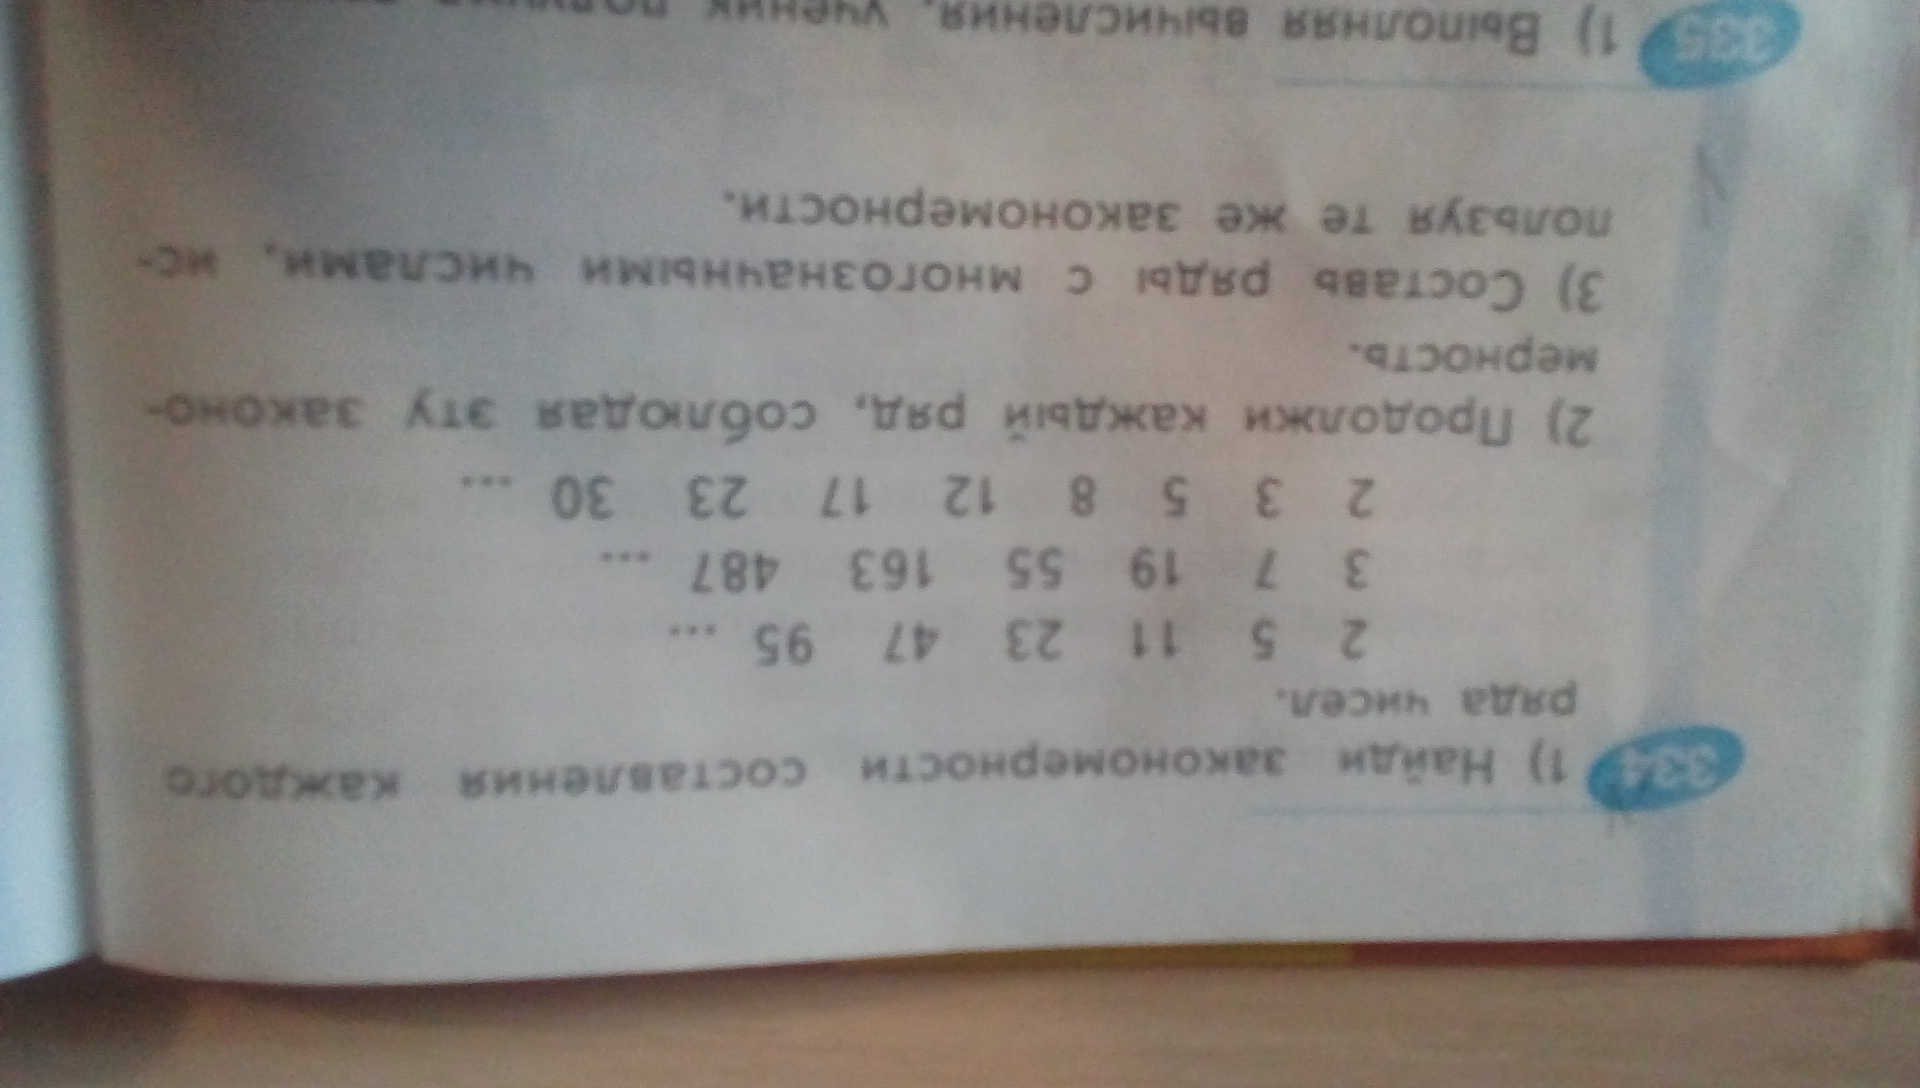 334 1) Найди закономерности составления каждого
ряда чисел.
2 5 11 23 47 95 ...
3 7 19 55 163 487 ...
2 3 5 8 12 17 23 30 ...
2) Продолжи каждый ряд, соблюдая эту законо-
мерность.
3) Составь ряды с многозначными числами, ис-
пользуя те же закономерности.
335 1) Выполняя вычисления, ученик